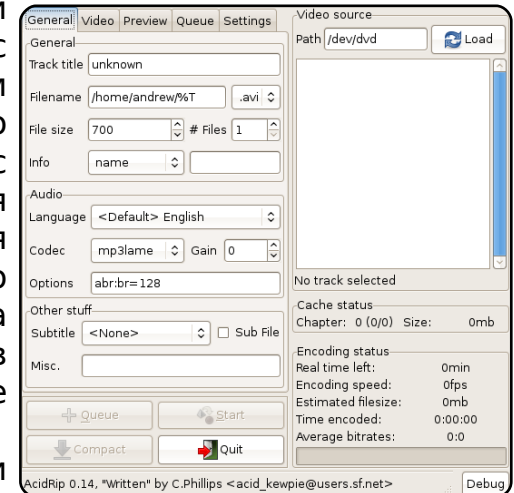 General Video Preview Queue Settings
General
Track title unknown
Filename /home/andrew/%T .avi
File size 700 # Files 1
Info name
Audio
Language <Default> English
Codec mp3lame Gain 0
Options abr:br=128
Other stuff
Subtitle <None> Sub File
Misc.
Queue Start
Compact Quit
Video source
Path /dev/dvd Load
No track selected
Cache status
Chapter: 0 (0/0) Size: 0mb
Encoding status
Real time left: 0min
Encoding speed: 0fps
Estimated filesize: 0mb
Time encoded: 0:00:00
Average bitrates: 0:0
AcidRip 0.14, "Written" by C.Phillips <acid_kewpie@users.sf.net> Debug